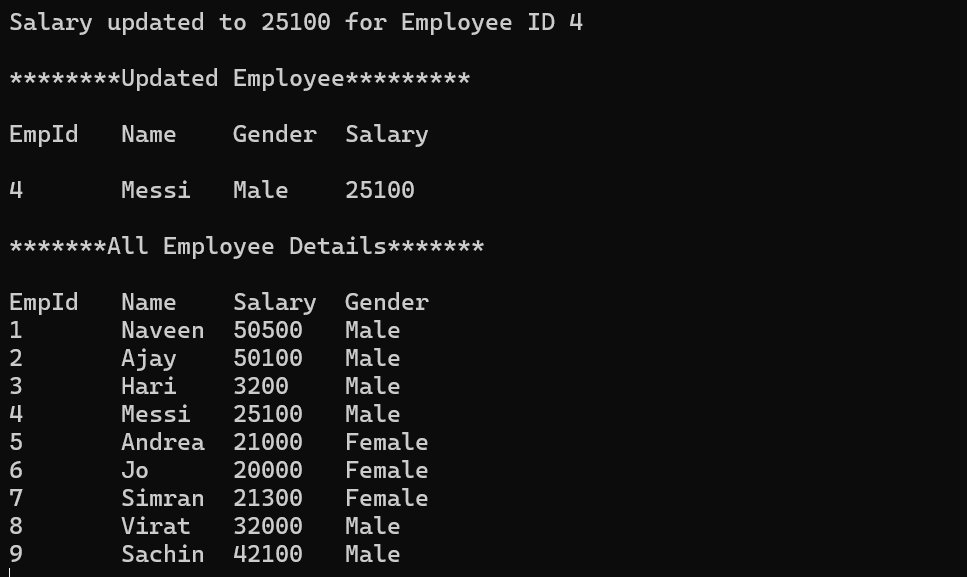 Salary updated to 25100 for Employee ID 4
********Updated Employee*********
EmpId Name Gender Salary
4 Messi Male 25100
*******All Employee Details*******
EmpId Name Salary Gender
1 Naveen 50500 Male
2 Ajay 50100 Male
3 Hari 3200 Male
4 Messi 25100 Male
5 Andrea 21000 Female
6 Jo 20000 Female
7 Simran 21300 Female
8 Virat 32000 Male
9 Sachin 42100 Male